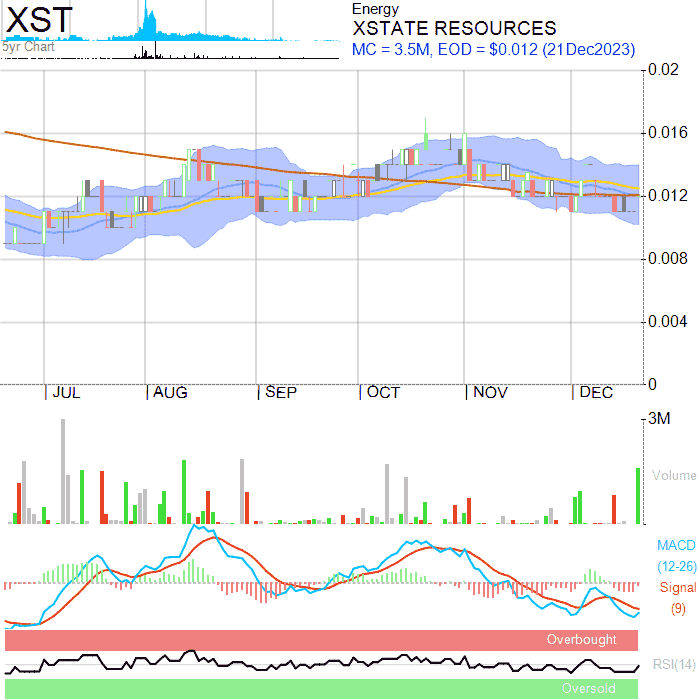 XST
5yr Chart
Energy
XSTATE RESOURCES
MC = 3.5M, EOD = $0.012 (21Dec2023)
0.02
0.016
0.012
0.008
0.004
0
JUL AUG SEP OCT NOV DEC
3M
Volume
MACD
(12-26)
Signal
(9)
Overbought
RSI(14)
Oversold